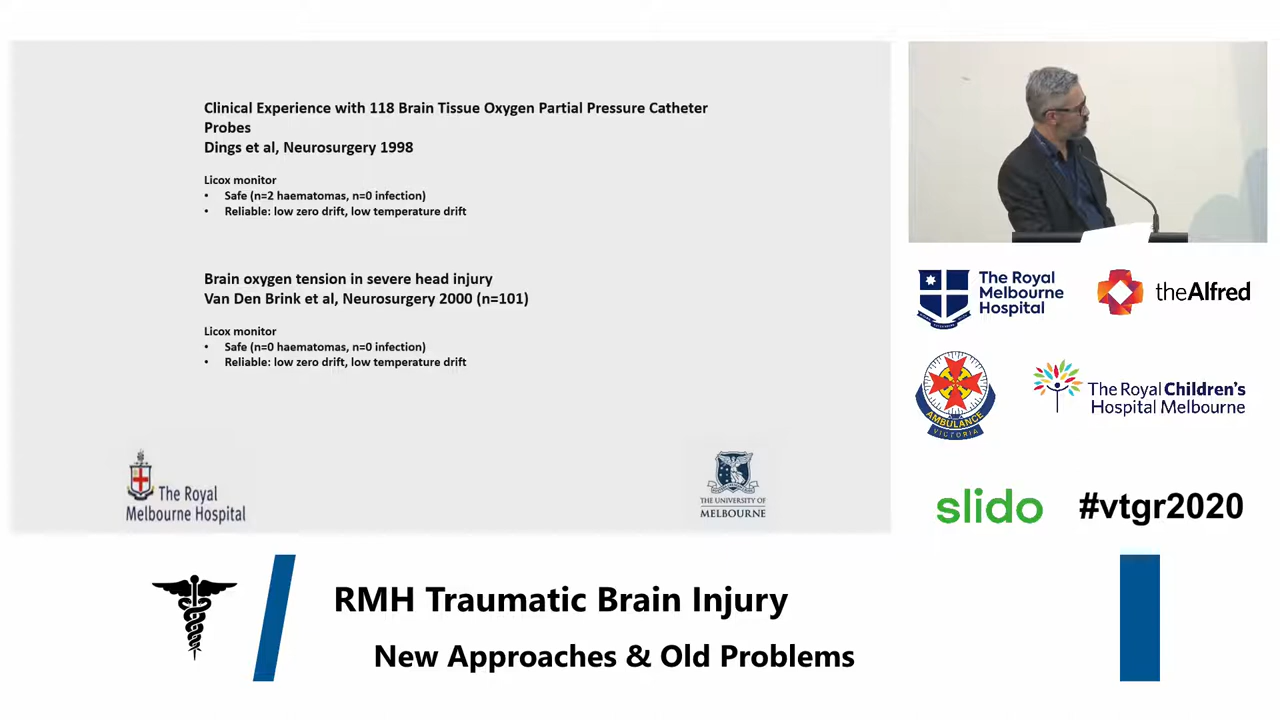 Clinical Experience with 118 Brain Tissue Oxygen Partial Pressure Catheter
Probes
Dings et al, Neurosurgery 1998
Licox monitor
• Safe (n=2 haematomas, n=0 infection)
• Reliable: low zero drift, low temperature drift
Brain oxygen tension in severe head injury
Van Den Brink et al, Neurosurgery 2000 (n=101)
Licox monitor
• Safe (n=0 haematomas, n=0 infection)
• Reliable: low zero drift, low temperature drift
The Royal
Melbourne Hospital
THE UNIVERSITY OF
MELBOURNE
The Royal
Melbourne
Hospital
theAlfred
AMBULANCE
VICTORIA
The Royal Children's
Hospital Melbourne
slido
#vtgr2020
RMH Traumatic Brain Injury
New Approaches & Old Problems